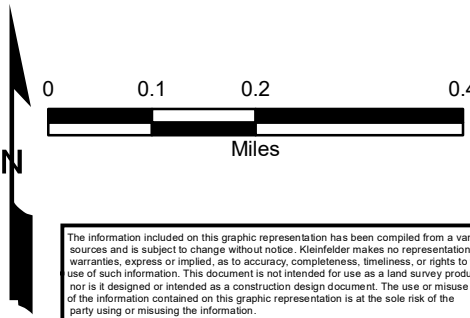 0 0.1 0.2 0.4
Miles
N
The information included on this graphic representation has been compiled from a
sources and is subject to change without notice. Kleinfelder makes no representation
warranties, express or implied, as to accuracy, completeness, timeliness, or rights to
use of such information. This document is not intended for use as a land survey
nor is it designed or intended as a construction design document. The use or misuse
of the information contained on this graphic representation is at the sole risk of the
party using or misusing the information.